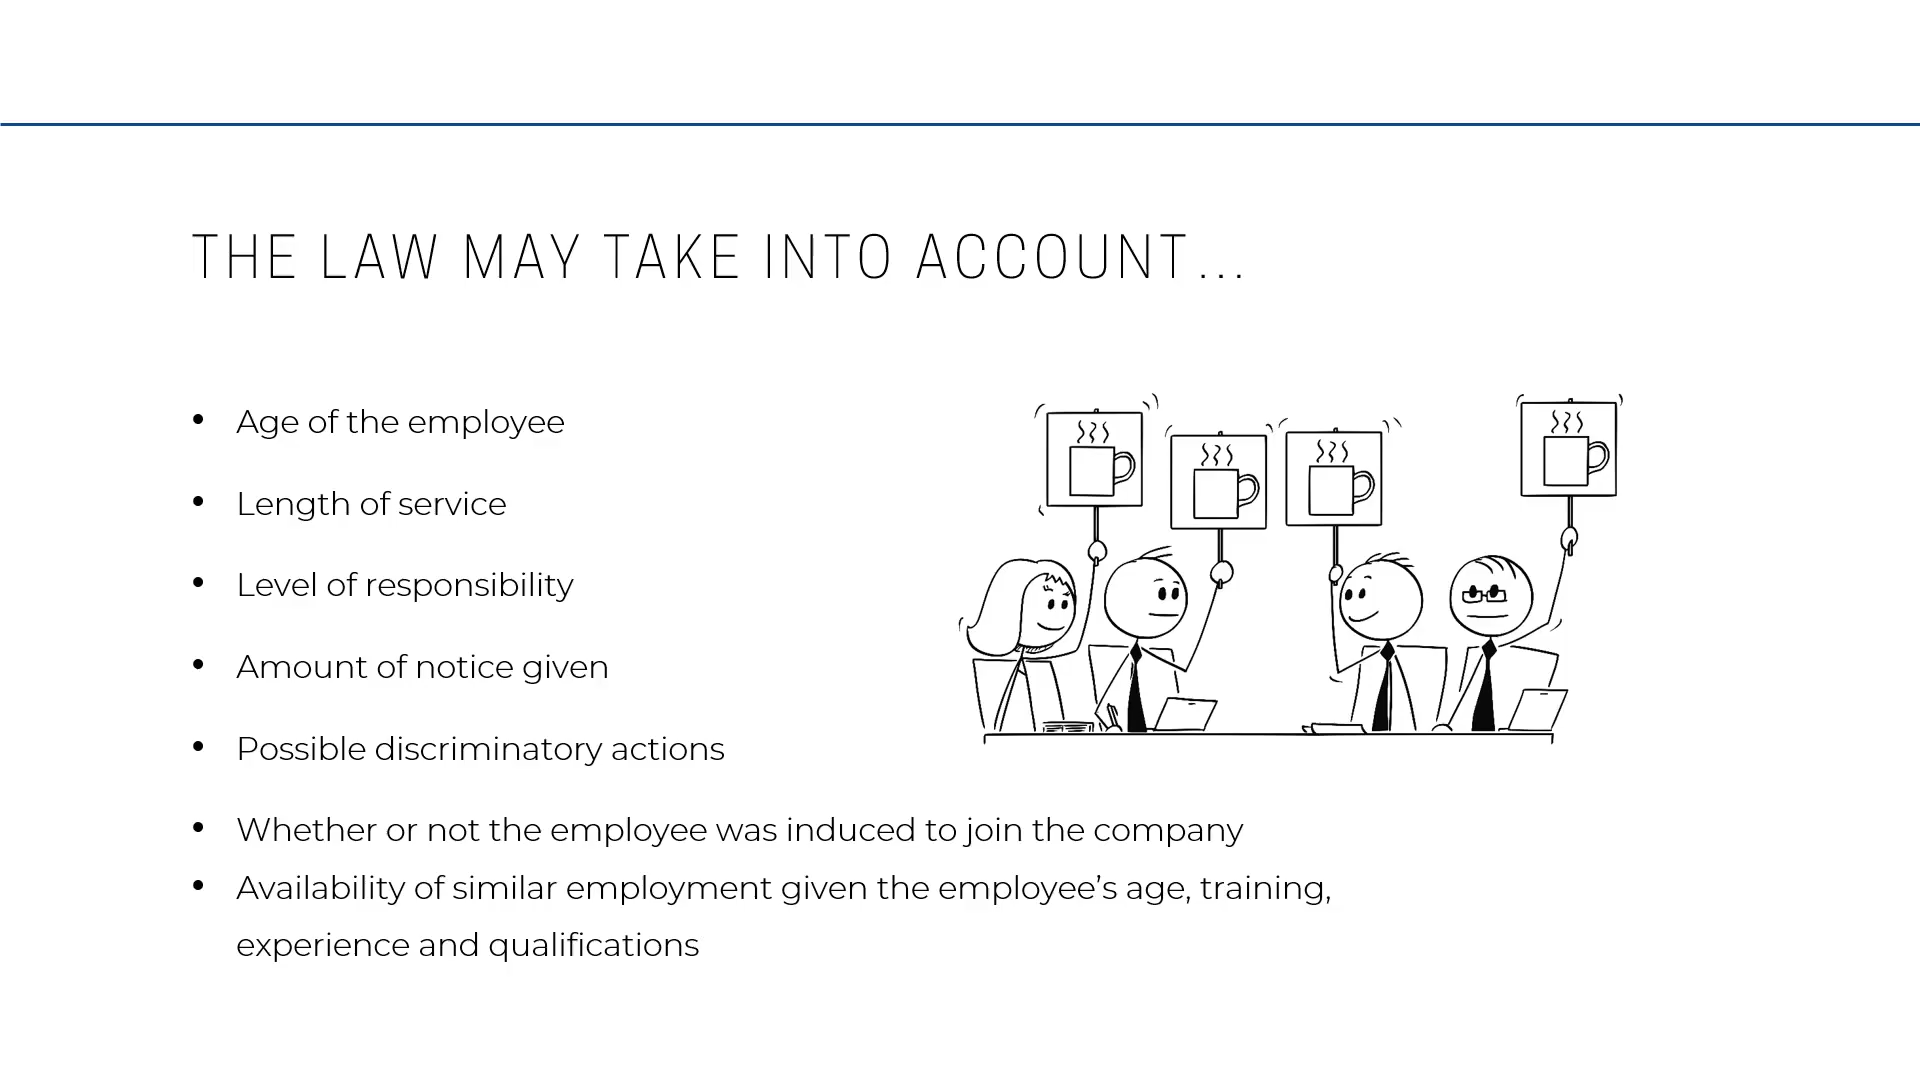 THE LAW MAY TAKE INTO ACCOUNT...
• Age of the employee
• Length of service
• Level of responsibility
• Amount of notice given
• Possible discriminatory actions
• Whether or not the employee was induced to join the company
• Availability of similar employment given the employee’s age, training,
experience and qualifications